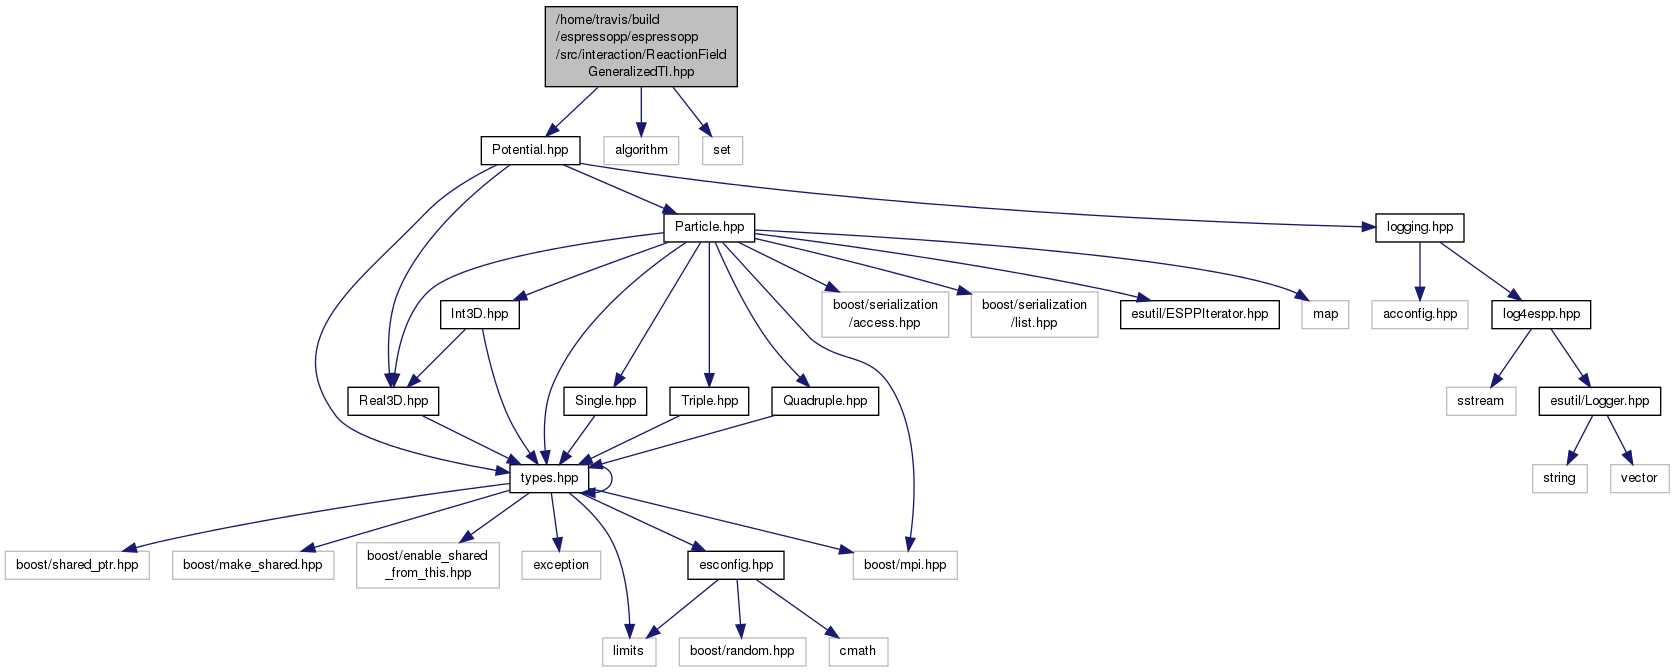 /home/travis/build
/espressopp/espressopp
/src/interaction/ReactionField
GeneralizedTI.hpp
Potential.hpp
algorithm
set
Particle.hpp
logging.hpp
Int3D.hpp
boost/serialization
/access.hpp
boost/serialization
/list.hpp
esutil/ESPPIterator.hpp
map
acconfig.hpp
log4espp.hpp
Real3D.hpp
Single.hpp
Triple.hpp
Quadruple.hpp
sstream
esutil/Logger.hpp
types.hpp
string
vector
boost/shared_ptr.hpp
boost/make_shared.hpp
boost/enable_shared
_from_this.hpp
exception
esconfig.hpp
boost/mpi.hpp
limits
boost/random.hpp
cmath